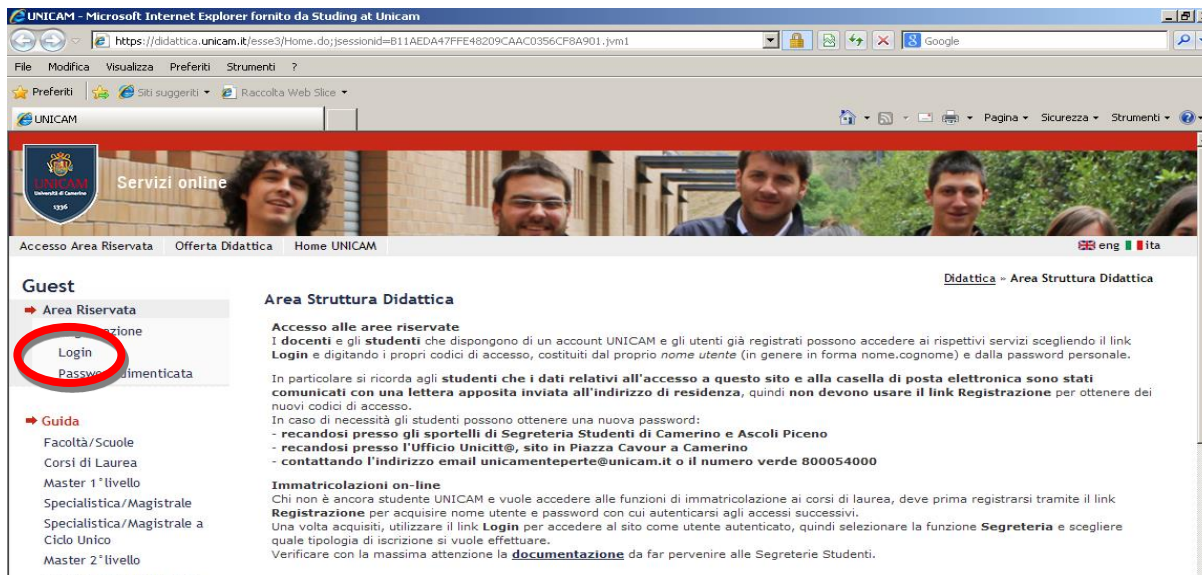 UNICAM - Microsoft Internet Explorer fornito da Studing at Unicam
https://didattica.unicam.it/esse3/Home.do;jsessionid=B11AEDA47FFE48209CAAC0356CF8A901.jvm1
Google
File Modifica Visualizza Preferiti Strumenti ?
Preferiti Siti suggeriti Raccolta Web Slice
UNICAM
Pagina Sicurezza Strumenti
UNICAM
Università di Camerino
1336
Servizi online
Accesso Area Riservata Offerta Didattica Home UNICAM
eng ita
Didattica » Area Struttura Didattica
Guest
Area Riservata
Login
dimenticata
Guida
Facoltà/Scuole
Corsi di Laurea
Master 1°livello
Specialistica/Magistrale
Specialistica/Magistrale a
Ciclo Unico
Master 2°livello
Area Struttura Didattica
Accesso alle aree riservate
I docenti e gli studenti che dispongono di un account UNICAM e gli utenti già registrati possono accedere ai rispettivi servizi scegliendo il link
Login e digitando i propri codici di accesso, costituiti dal proprio nome utente (in genere in forma nome.cognome) e dalla password personale.
In particolare si ricorda agli studenti che i dati relativi all'accesso a questo sito e alla casella di posta elettronica sono stati
comunicati con una lettera apposita inviata all'indirizzo di residenza, quindi non devono usare il link Registrazione per ottenere dei
nuovi codici di accesso.
In caso di necessità gli studenti possono ottenere una nuova password:
- recandosi presso gli sportelli di Segreteria Studenti di Camerino e Ascoli Piceno
- recandosi presso l'Ufficio Unicitt@, sito in Piazza Cavour a Camerino
- contattando l'indirizzo email unicamenteperte@unicam.it o il numero verde 800054000
Immatricolazioni on-line
Chi non è ancora studente UNICAM e vuole accedere alle funzioni di immatricolazione ai corsi di laurea, deve prima registrarsi tramite il link
Registrazione per acquisire nome utente e password con cui autenticarsi agli accessi successivi.
Una volta acquisiti, utilizzare il link Login per accedere al sito come utente autenticato, quindi selezionare la funzione Segreteria e scegliere
quale tipologia di iscrizione si vuole effettuare.
Verificare con la massima attenzione la documentazione da far pervenire alle Segreterie Studenti.